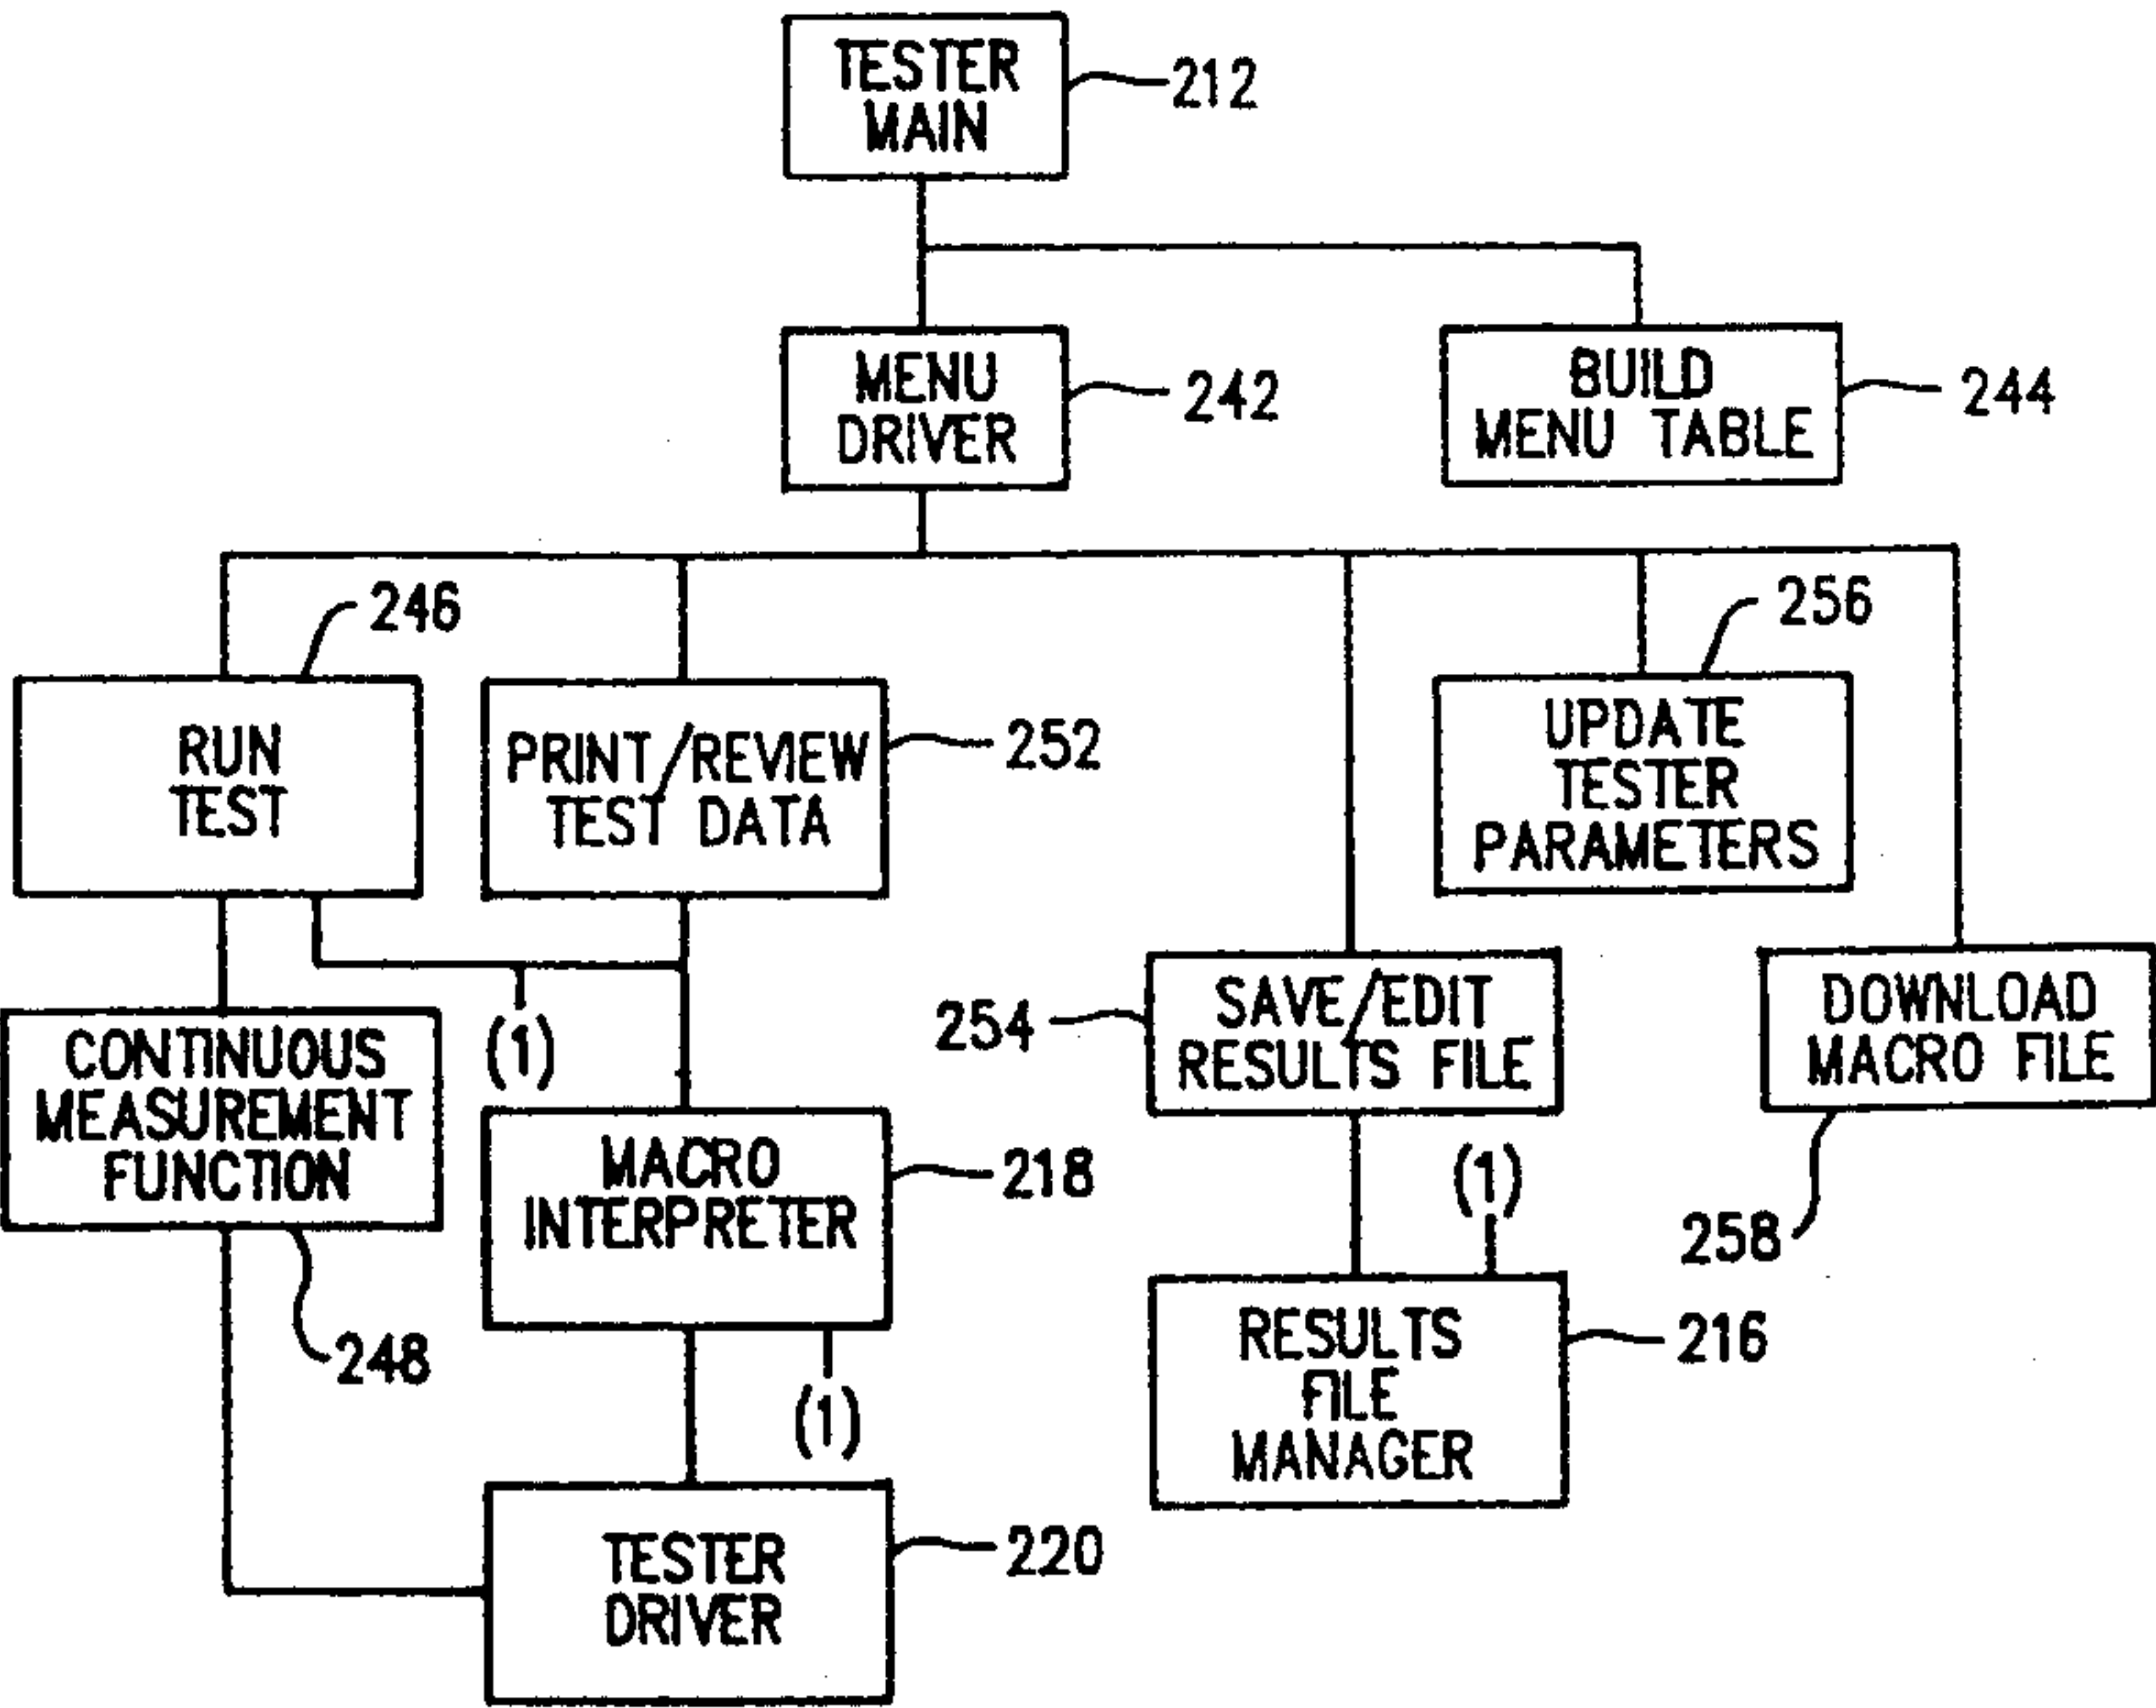 TESTER
MAIN
212
MENU
DRIVER
242
BUILD
MENU TABLE
244
246
256
RUN
TEST
PRINT/REVIEW
TEST DATA
252
UPDATE
TESTER
PARAMETERS
CONTINUOUS
MEASUREMENT
FUNCTION
(1)
254
SAVE/EDIT
RESULTS FILE
DOWNLOAD
MACRO FILE
MACRO
INTERPRETER
218
(1)
258
248
(1)
RESULTS
FILE
MANAGER
216
TESTER
DRIVER
220